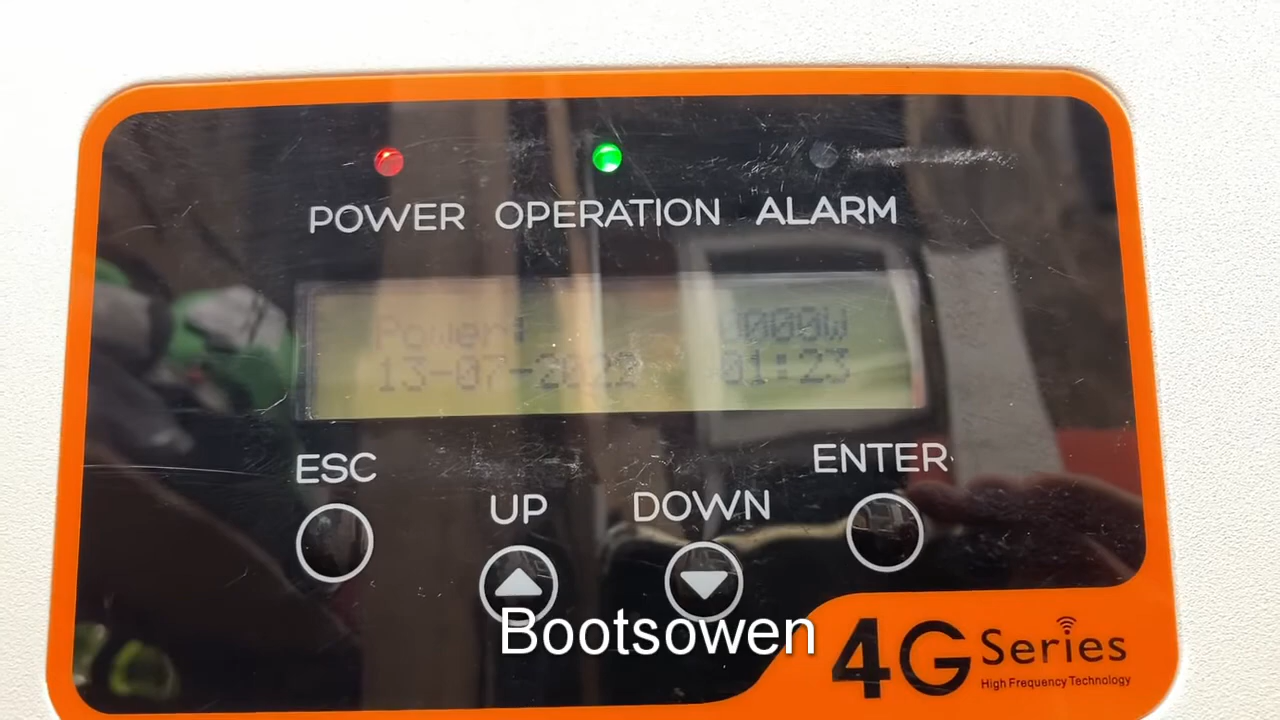 POWER OPERATION ALARM
Power: 0000W
13-07-2022 01:23
ESC
ENTER
UP
DOWN
Bootsowen
4G Series
High Frequency Technology